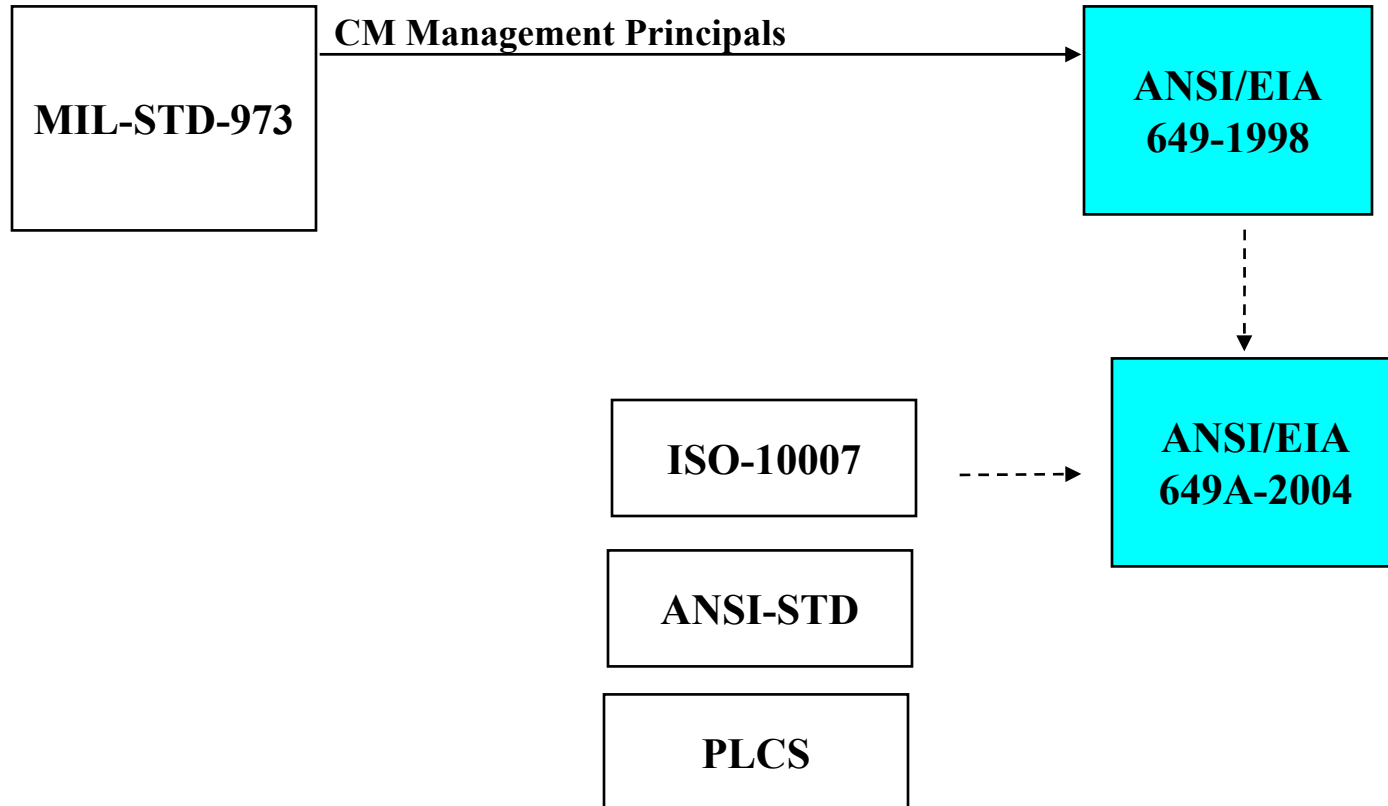 CM Management Principals
MIL-STD-973
ANSI/EIA
649-1998
ISO-10007
ANSI/EIA
649A-2004
ANSI-STD
PLCS